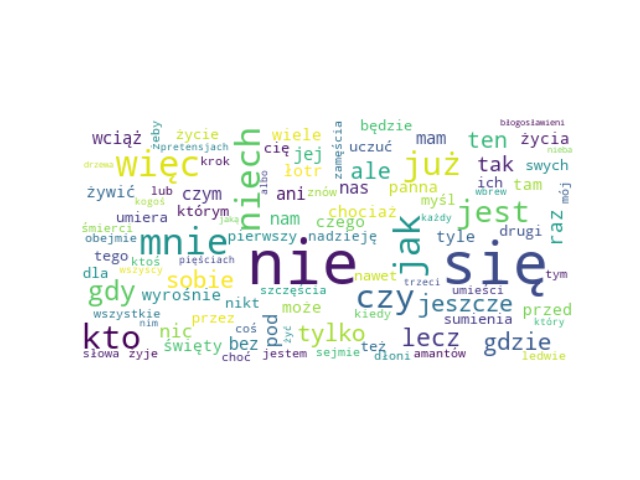 błogosławieni
żeby życie wiele będzie
wciąż pretensjach cię jej zamęścia uczuć mam ten życia
nieba
drzewa więc krok niech albo łotr ale już tak swych
żywić lub czym ani znów nas panna ich wbrew tam mój
kogoś myśl
umiera którym jaką nam chociaż czego każdy jest raz
śmierci
obejmie mnie pierwszy nadzieję jak tyle drugi
tego ktoś pięściach nie się
dla wszyscy sobie nawet trzeci tym
gdy wyrośnie nikt szczęścia czy jeszcze umieści
wszystkie nim przez może kiedy sumienia przed
który
kto nic coś pod żyć tylko lecz gdzie
święty bez też
słowa żyje choć jestem sejmie dłoni amantów ledwie